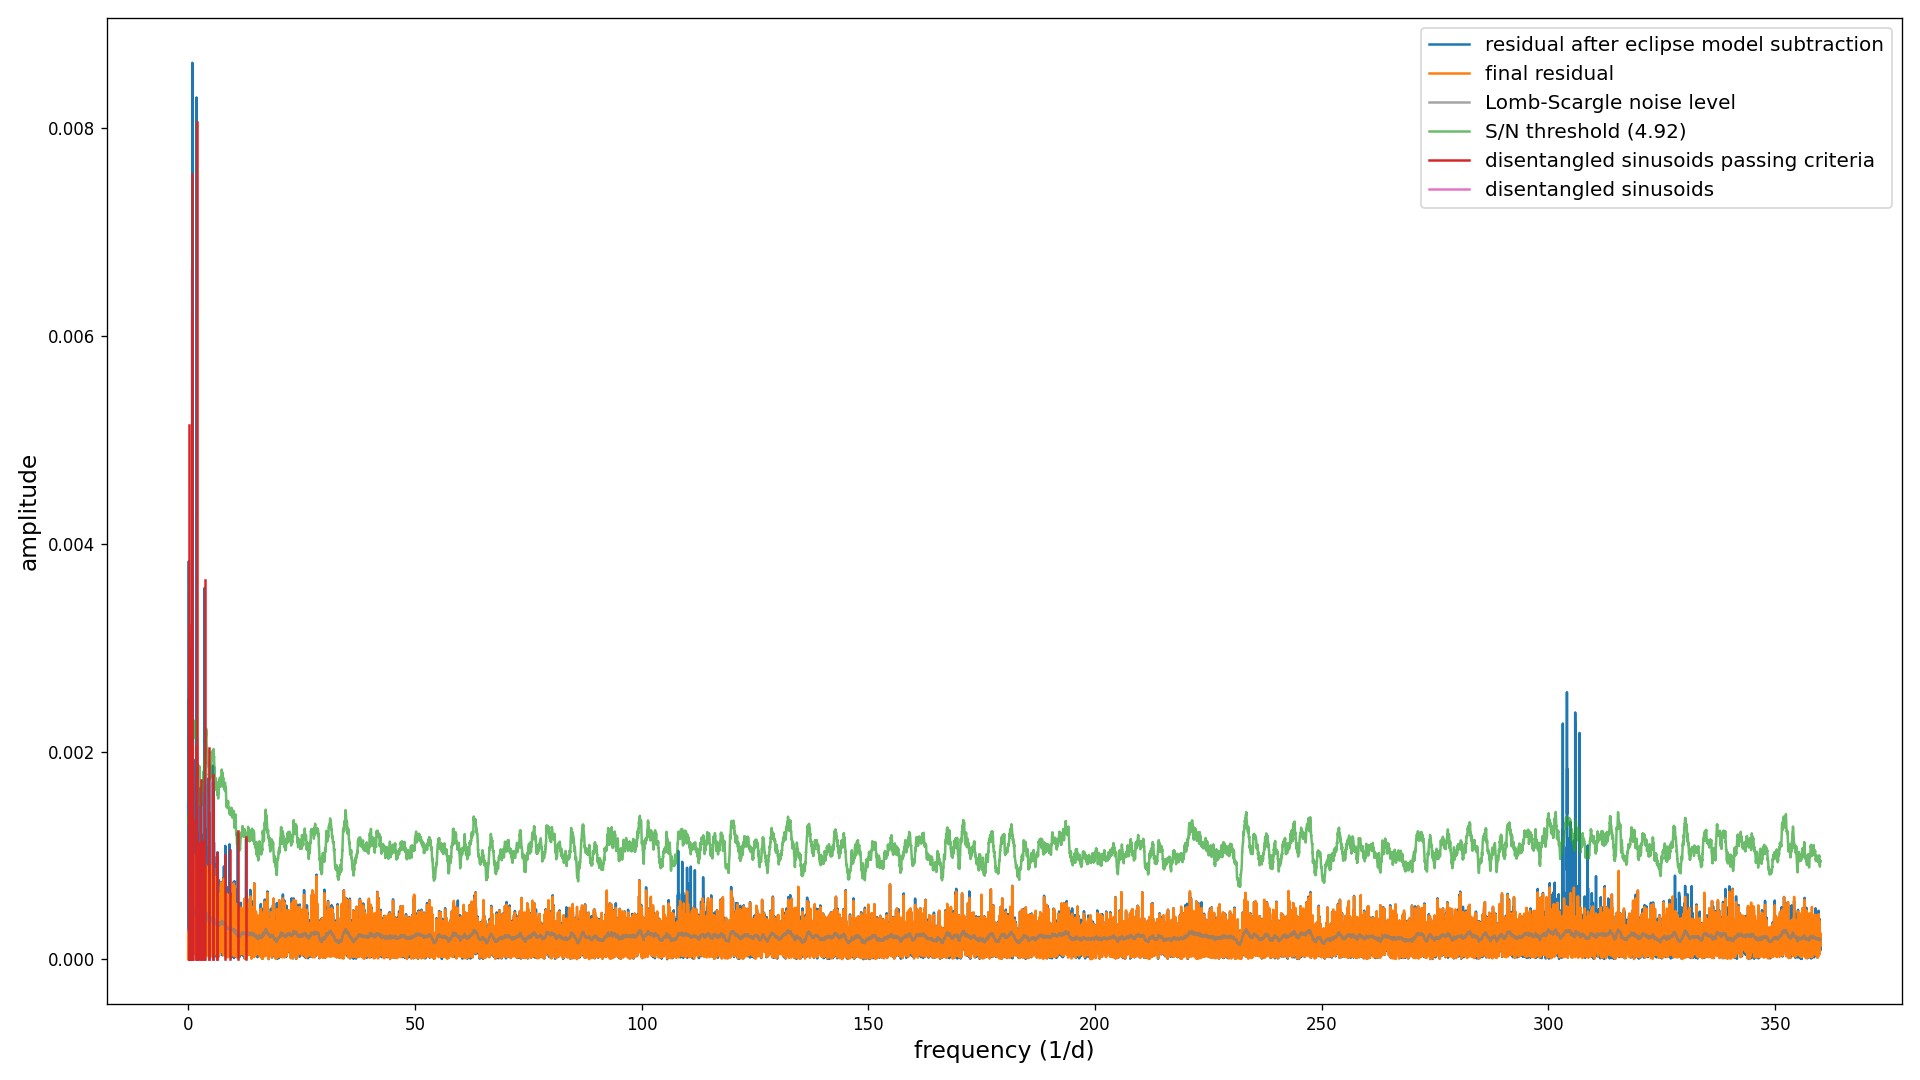 residual after eclipse model subtraction
final residual
Lomb-Scargle noise level
S/N threshold (4.92)
disentangled sinusoids passing criteria
disentangled sinusoids
0.008
0.006
0.004
0.002
0.000
amplitude
0 50 100 150 200 250 300 350
frequency (1/d)